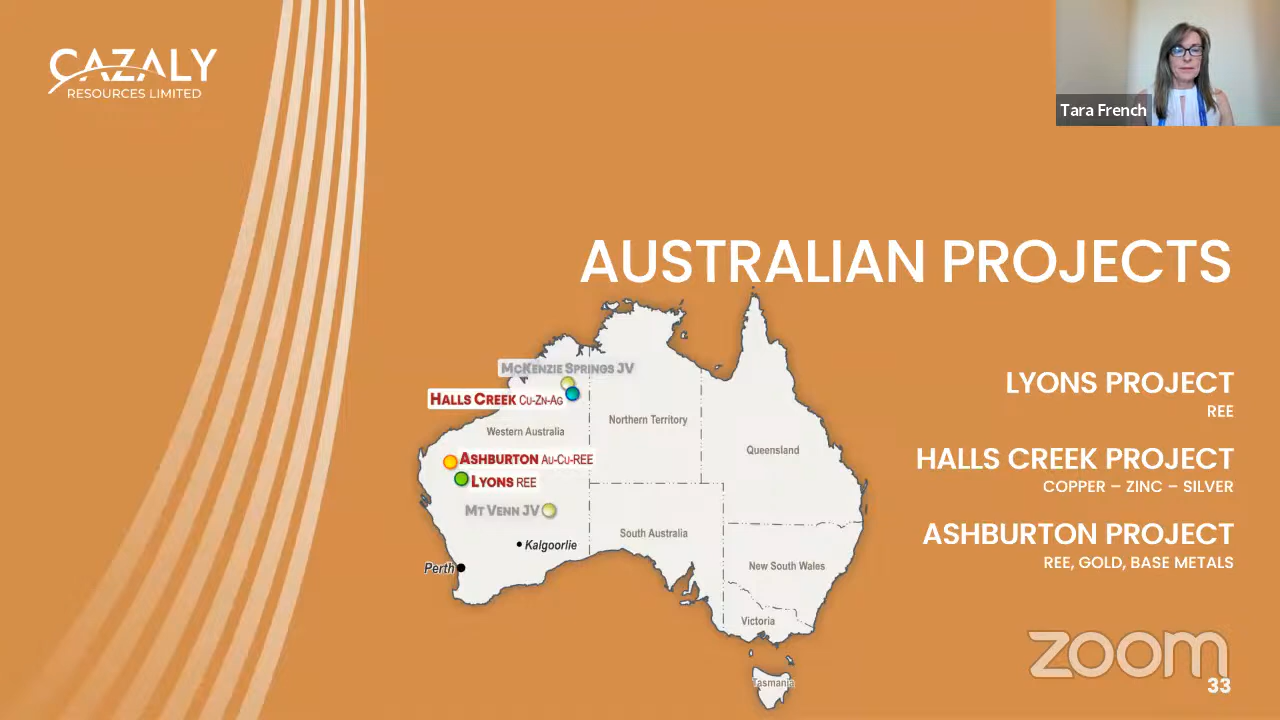 CAZALY
RESOURCES LIMITED
Tara French
AUSTRALIAN PROJECTS
McKENZIE SPRINGS JV
HALLS CREEK CU-ZN-AG
Western Australia
Northern Territory
Queensland
ASHBURTON AU-CU-REE
LYONS REE
MT VENN JV
Kalgoorlie
South Australia
New South Wales
Perth
Victoria
Tasmania
LYONS PROJECT
REE
HALLS CREEK PROJECT
COPPER – ZINC – SILVER
ASHBURTON PROJECT
REE, GOLD, BASE METALS
zoom
33